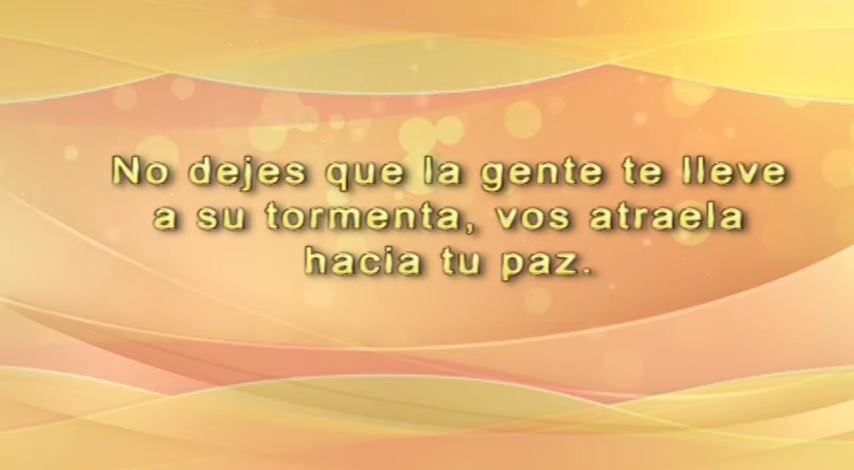 No dejes que la gente te lleve
a su tormenta, vos atraela
hacia tu paz.